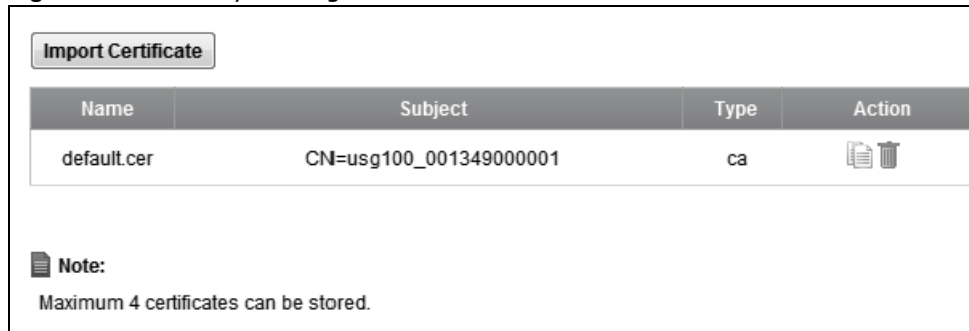 Import Certificate
Name Subject Type Action
default.cer CN=usg100_001349000001 ca
Note:
Maximum 4 certificates can be stored.